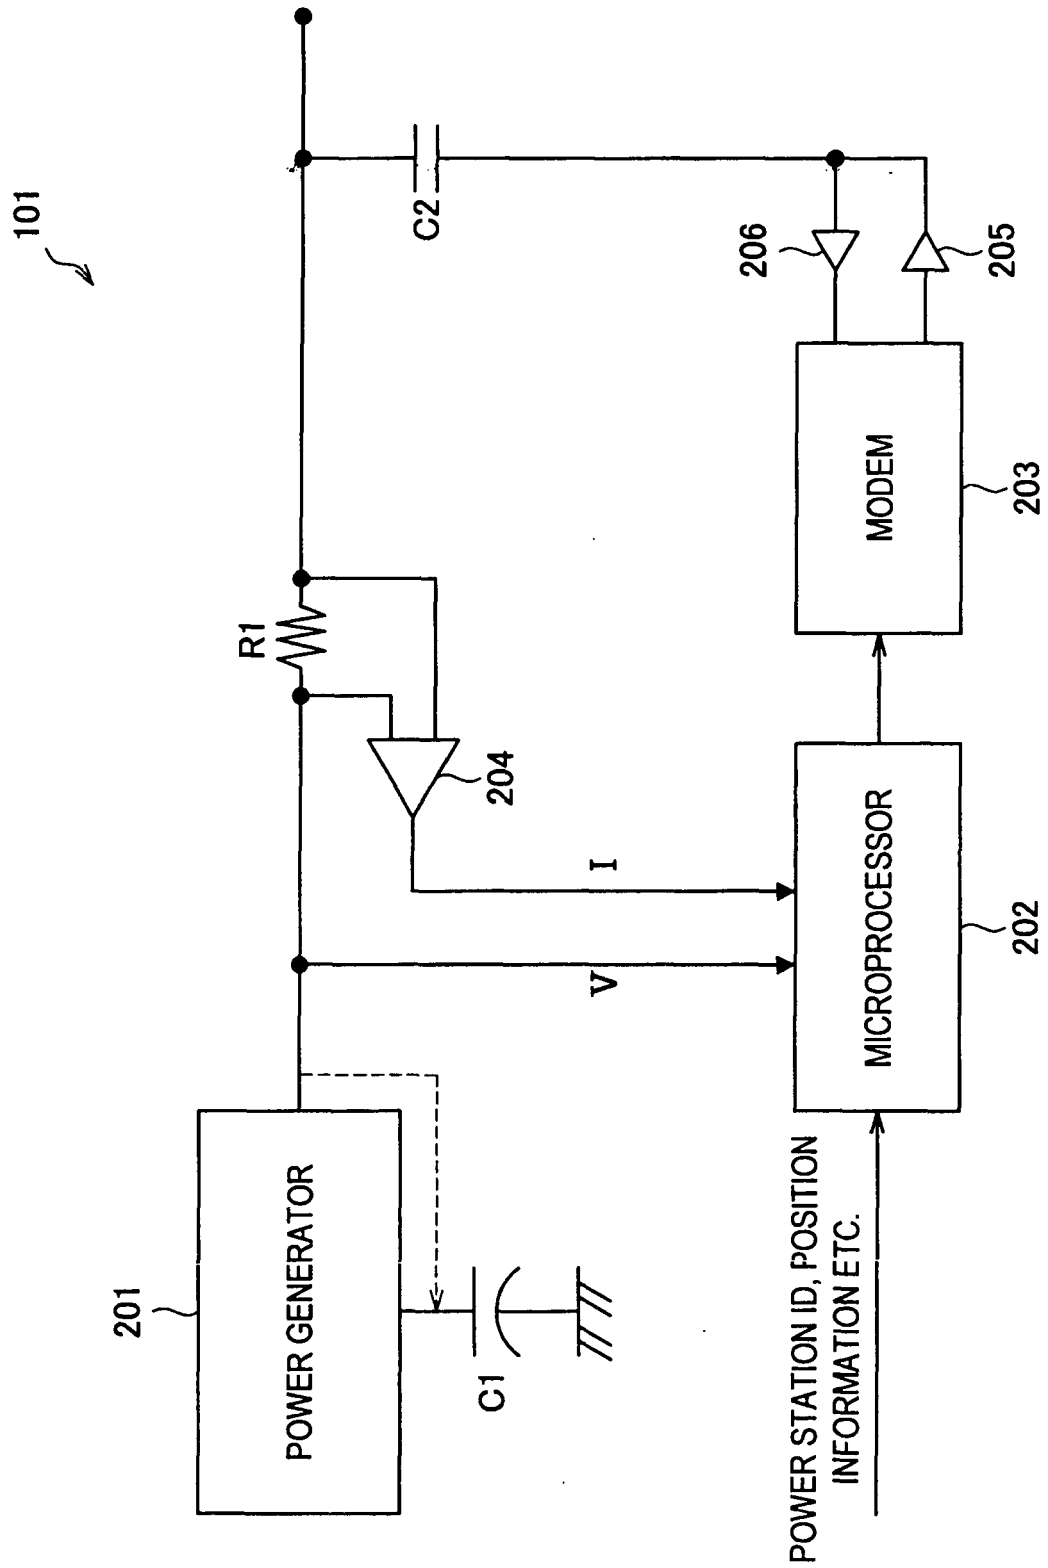 101
R1
C2
206
205
204
I
V
201
POWER GENERATOR
C1
MODEM
203
MICROPROCESSOR
202
POWER STATION ID, POSITION
INFORMATION ETC.